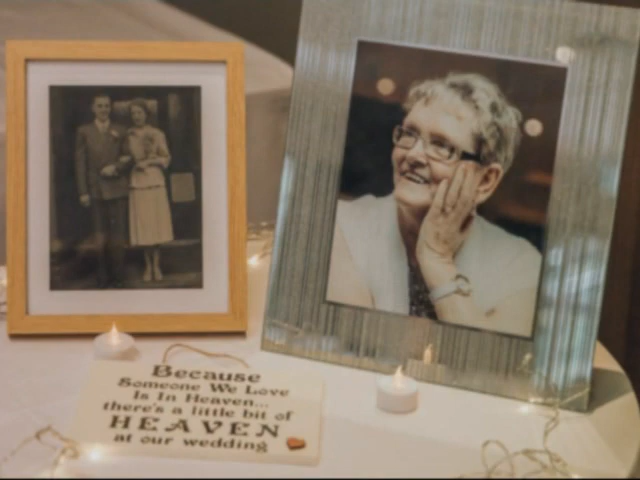 Because
Someone We Love
Is In Heaven...
there's a little bit of
HEAVEN
at our wedding